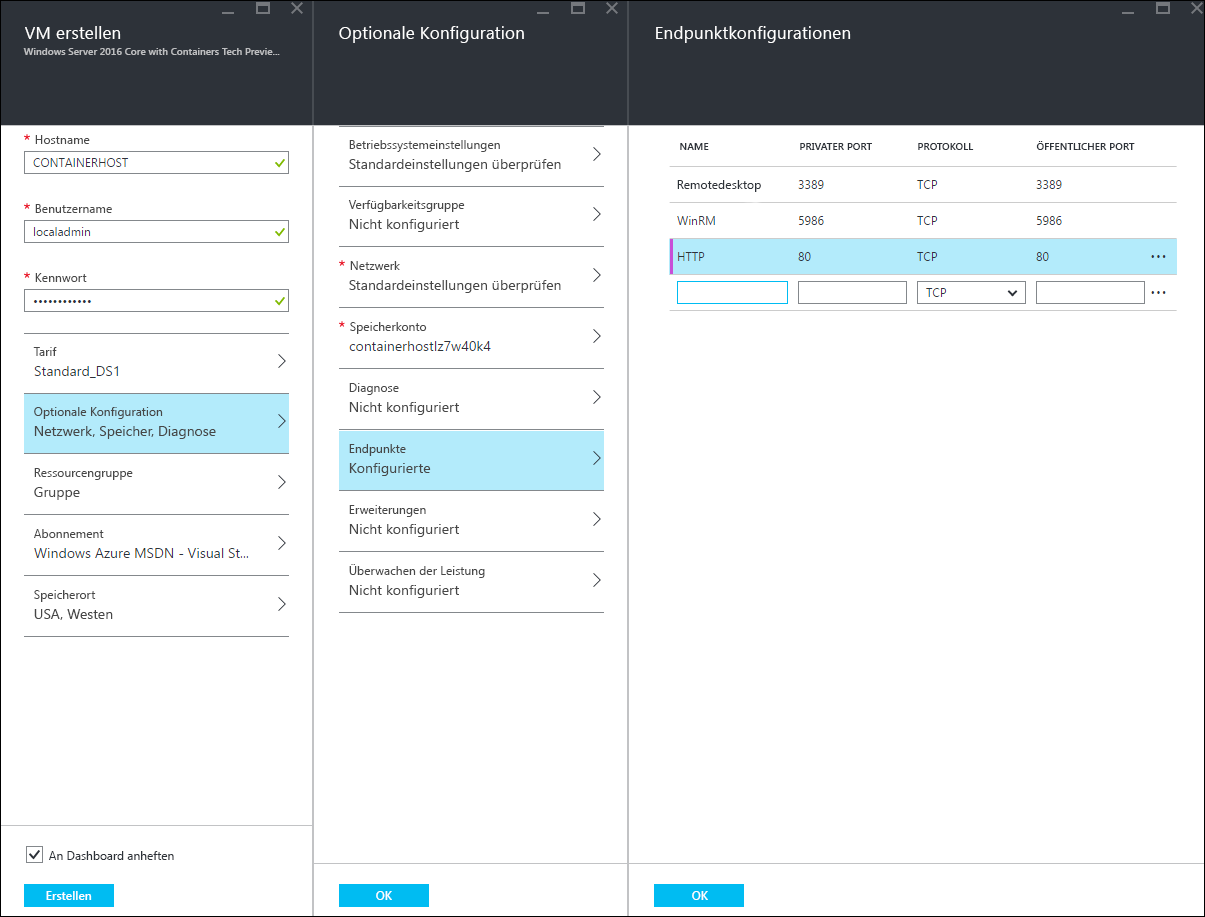 VM erstellen
Windows Server 2016 Core with Containers Tech Previe...
* Hostname
CONTAINERHOST
* Benutzername
localadmin
* Kennwort
••••••••••••
Tarif
Standard_DS1
Optionale Konfiguration
Netzwerk, Speicher, Diagnose
Ressourcengruppe
Gruppe
Abonnement
Windows Azure MSDN - Visual St...
Speicherort
USA, Westen
An Dashboard anheften
Erstellen
Optionale Konfiguration
Betriebssystemeinstellungen
Standardeinstellungen überprüfen
Verfügbarkeitsgruppe
Nicht konfiguriert
* Netzwerk
Standardeinstellungen überprüfen
* Speicherkonto
containerhostlz7w40k4
Diagnose
Nicht konfiguriert
Endpunkte
Konfigurierte
Erweiterungen
Nicht konfiguriert
Überwachen der Leistung
Nicht konfiguriert
OK
Endpunktkonfigurationen
NAME PRIVATER PORT PROTOKOLL ÖFFENTLICHER PORT
Remotedesktop 3389 TCP 3389
WinRM 5986 TCP 5986
HTTP 80 TCP 80 ...
TCP ...
OK